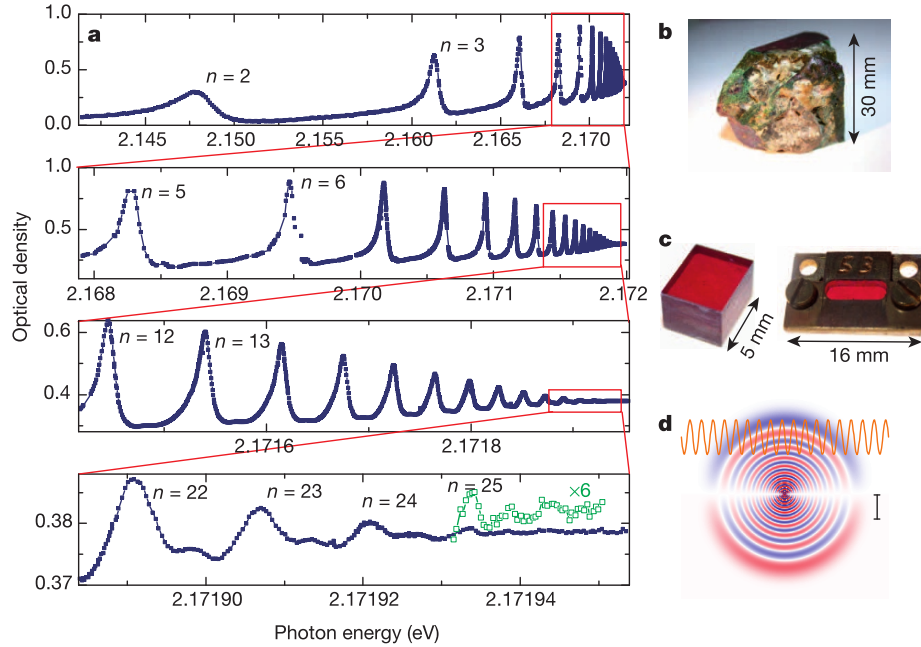 a
1.0
0.5
0.0
n = 2
n = 3
2.145
2.150
2.155
2.160
2.165
2.170
1.0
0.5
n = 5
n = 6
2.168
2.169
2.170
2.171
2.172
Optical density
0.6
0.4
n = 12
n = 13
2.1716
2.1718
0.38
0.37
n = 22
n = 23
n = 24
n = 25
×6
2.17190
2.17192
2.17194
Photon energy (eV)
b
30 mm
c
53
5 mm
16 mm
d